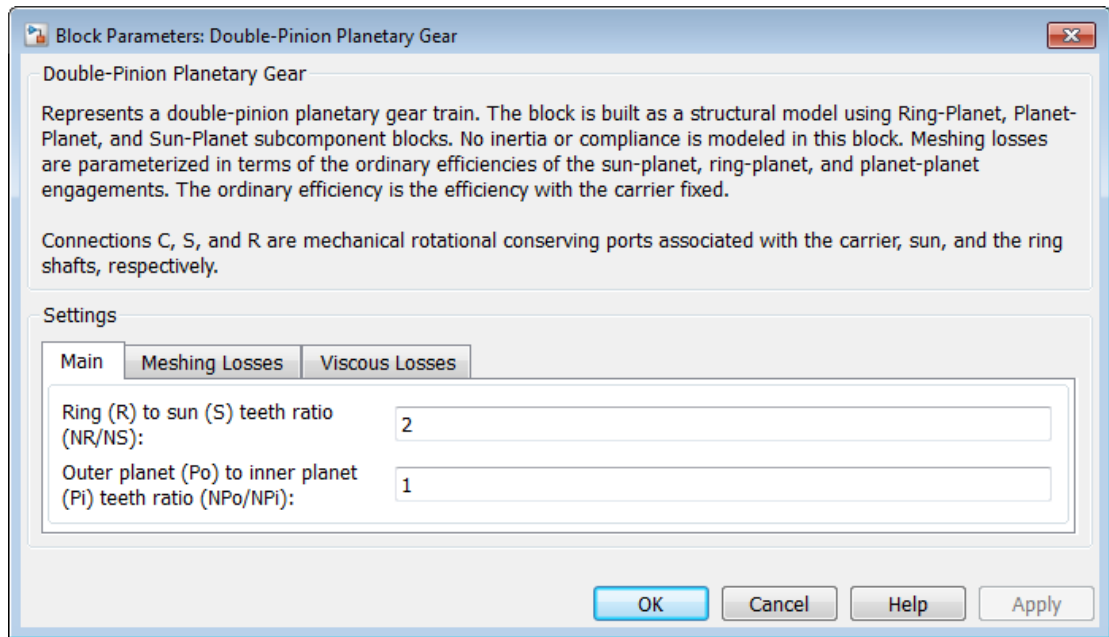 Block Parameters: Double-Pinion Planetary Gear
Double-Pinion Planetary Gear
Represents a double-pinion planetary gear train. The block is built as a structural model using Ring-Planet, Planet-
Planet, and Sun-Planet subcomponent blocks. No inertia or compliance is modeled in this block. Meshing losses
are parameterized in terms of the ordinary efficiencies of the sun-planet, ring-planet, and planet-planet
engagements. The ordinary efficiency is the efficiency with the carrier fixed.
Connections C, S, and R are mechanical rotational conserving ports associated with the carrier, sun, and the ring
shafts, respectively.
Settings
Main Meshing Losses Viscous Losses
Ring (R) to sun (S) teeth ratio
(NR/NS):
2
Outer planet (Po) to inner planet
(Pi) teeth ratio (NPo/NPi):
1
OK Cancel Help Apply